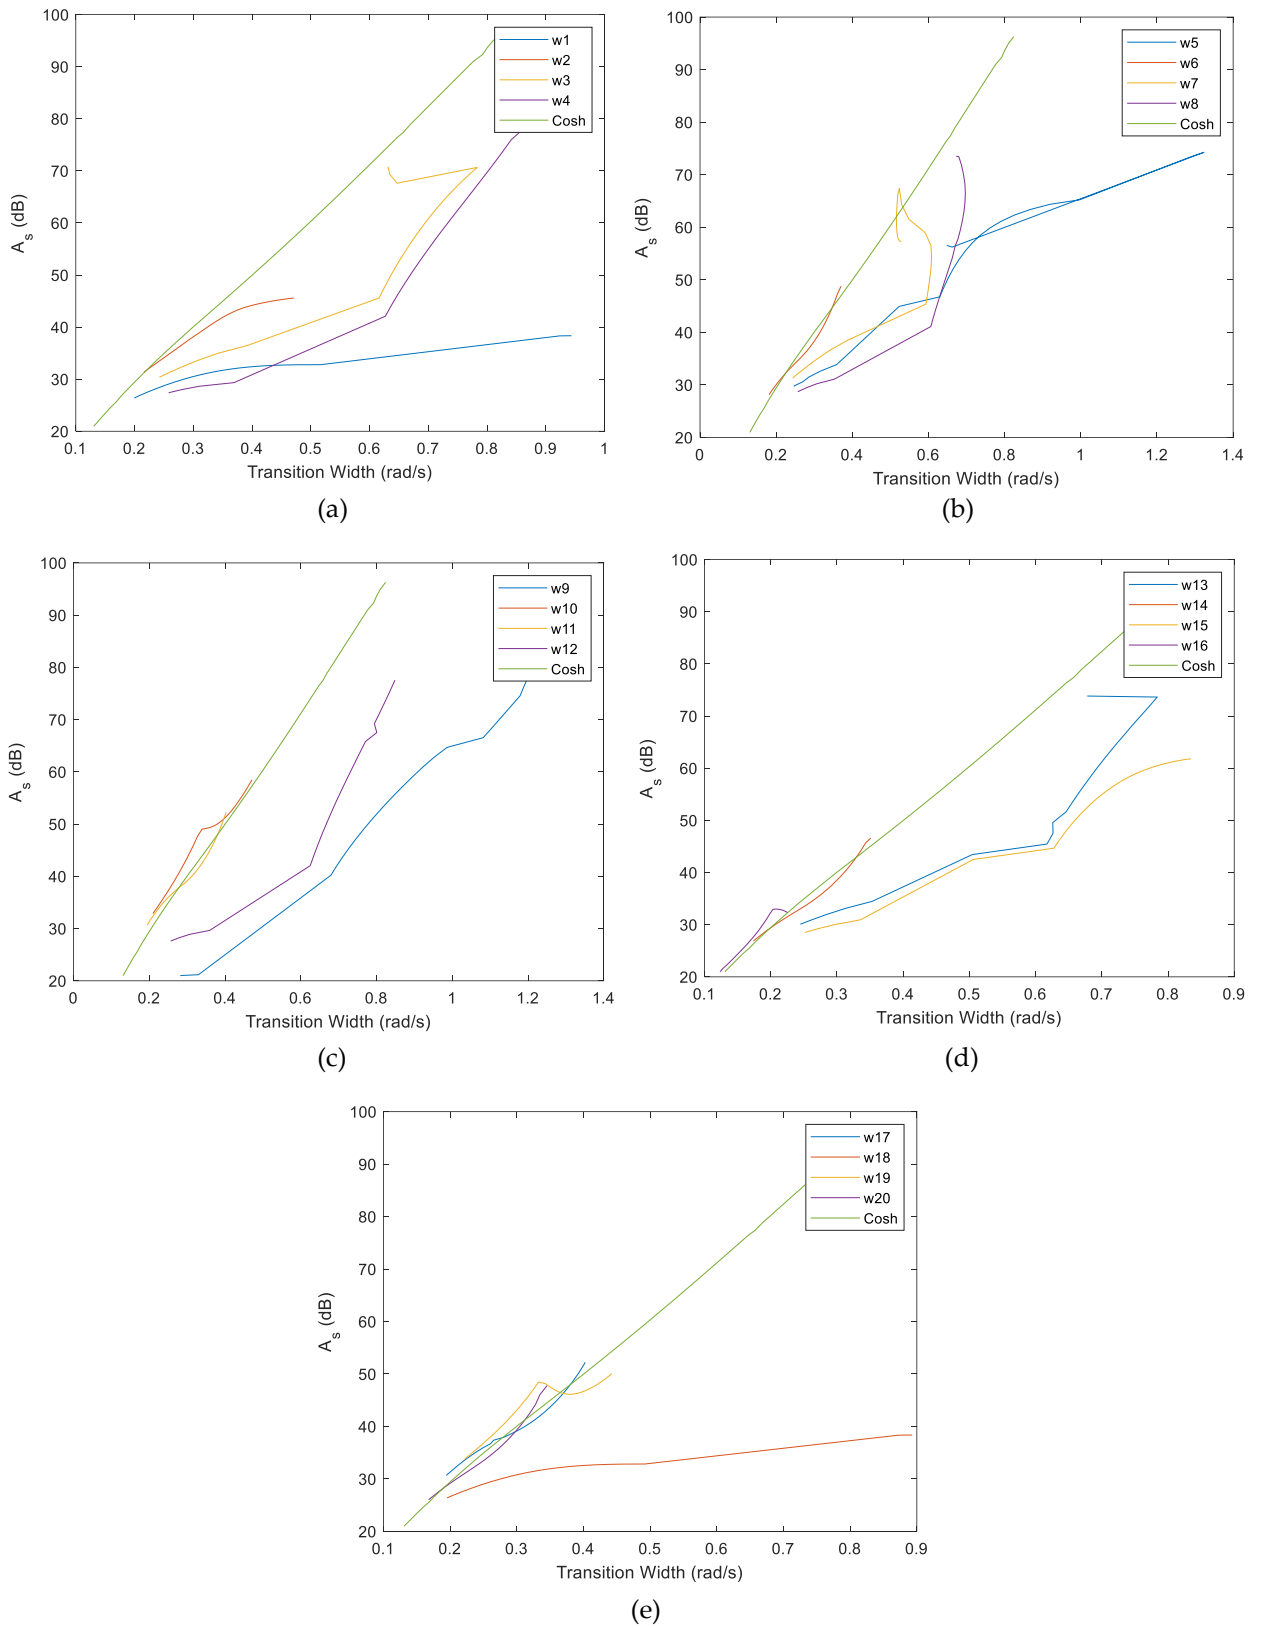 100
90
80
70
60
50
40
30
20
A s (dB)
0.1 0.2 0.3 0.4 0.5 0.6 0.7 0.8 0.9 1
Transition Width (rad/s)
w1
w2
w3
w4
Cosh
(a)
100
90
80
70
60
50
40
30
20
A s (dB)
0 0.2 0.4 0.6 0.8 1 1.2 1.4
Transition Width (rad/s)
w5
w6
w7
w8
Cosh
(b)
100
90
80
70
60
50
40
30
20
A s (dB)
0 0.2 0.4 0.6 0.8 1 1.2 1.4
Transition Width (rad/s)
w9
w10
w11
w12
Cosh
(c)
100
90
80
70
60
50
40
30
20
A s (dB)
0.1 0.2 0.3 0.4 0.5 0.6 0.7 0.8 0.9
Transition Width (rad/s)
w13
w14
w15
w16
Cosh
(d)
100
90
80
70
60
50
40
30
20
A s (dB)
0.1 0.2 0.3 0.4 0.5 0.6 0.7 0.8 0.9
Transition Width (rad/s)
w17
w18
w19
w20
Cosh
(e)